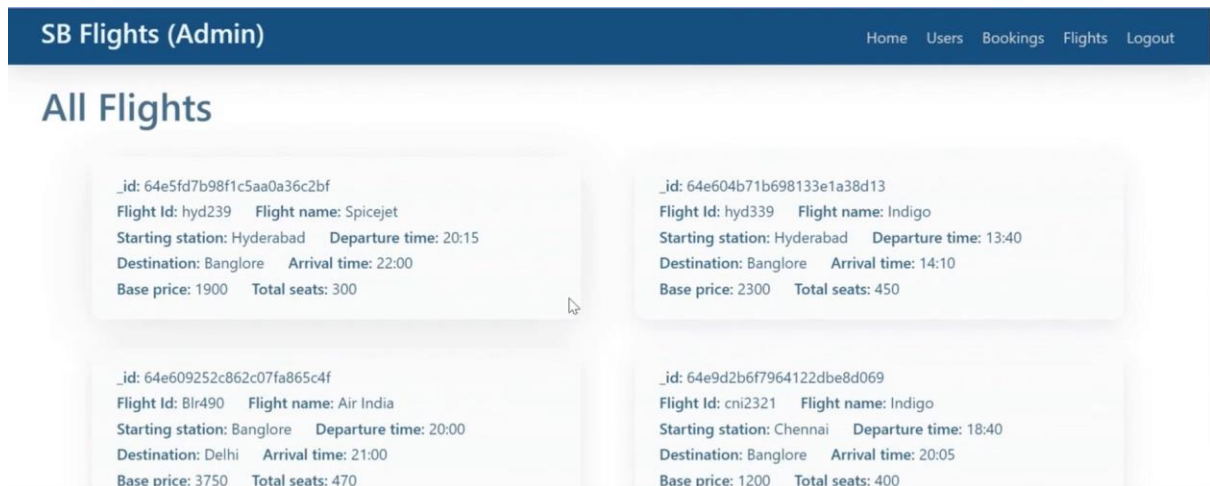 SB Flights (Admin)
Home Users Bookings Flights Logout
All Flights
_id: 64e5fd7b98f1c5aa0a36c2bf
Flight Id: hyd239 Flight name: Spicejet
Starting station: Hyderabad Departure time: 20:15
Destination: Banglore Arrival time: 22:00
Base price: 1900 Total seats: 300
_id: 64e604b71b698133e1a38d13
Flight Id: hyd339 Flight name: Indigo
Starting station: Hyderabad Departure time: 13:40
Destination: Banglore Arrival time: 14:10
Base price: 2300 Total seats: 450
_id: 64e609252c862c07fa865c4f
Flight Id: Blr490 Flight name: Air India
Starting station: Banglore Departure time: 20:00
Destination: Delhi Arrival time: 21:00
Base price: 3750 Total seats: 470
_id: 64e9d2b6f7964122dbe8d069
Flight Id: cni2321 Flight name: Indigo
Starting station: Chennai Departure time: 18:40
Destination: Banglore Arrival time: 20:05
Base price: 1200 Total seats: 400